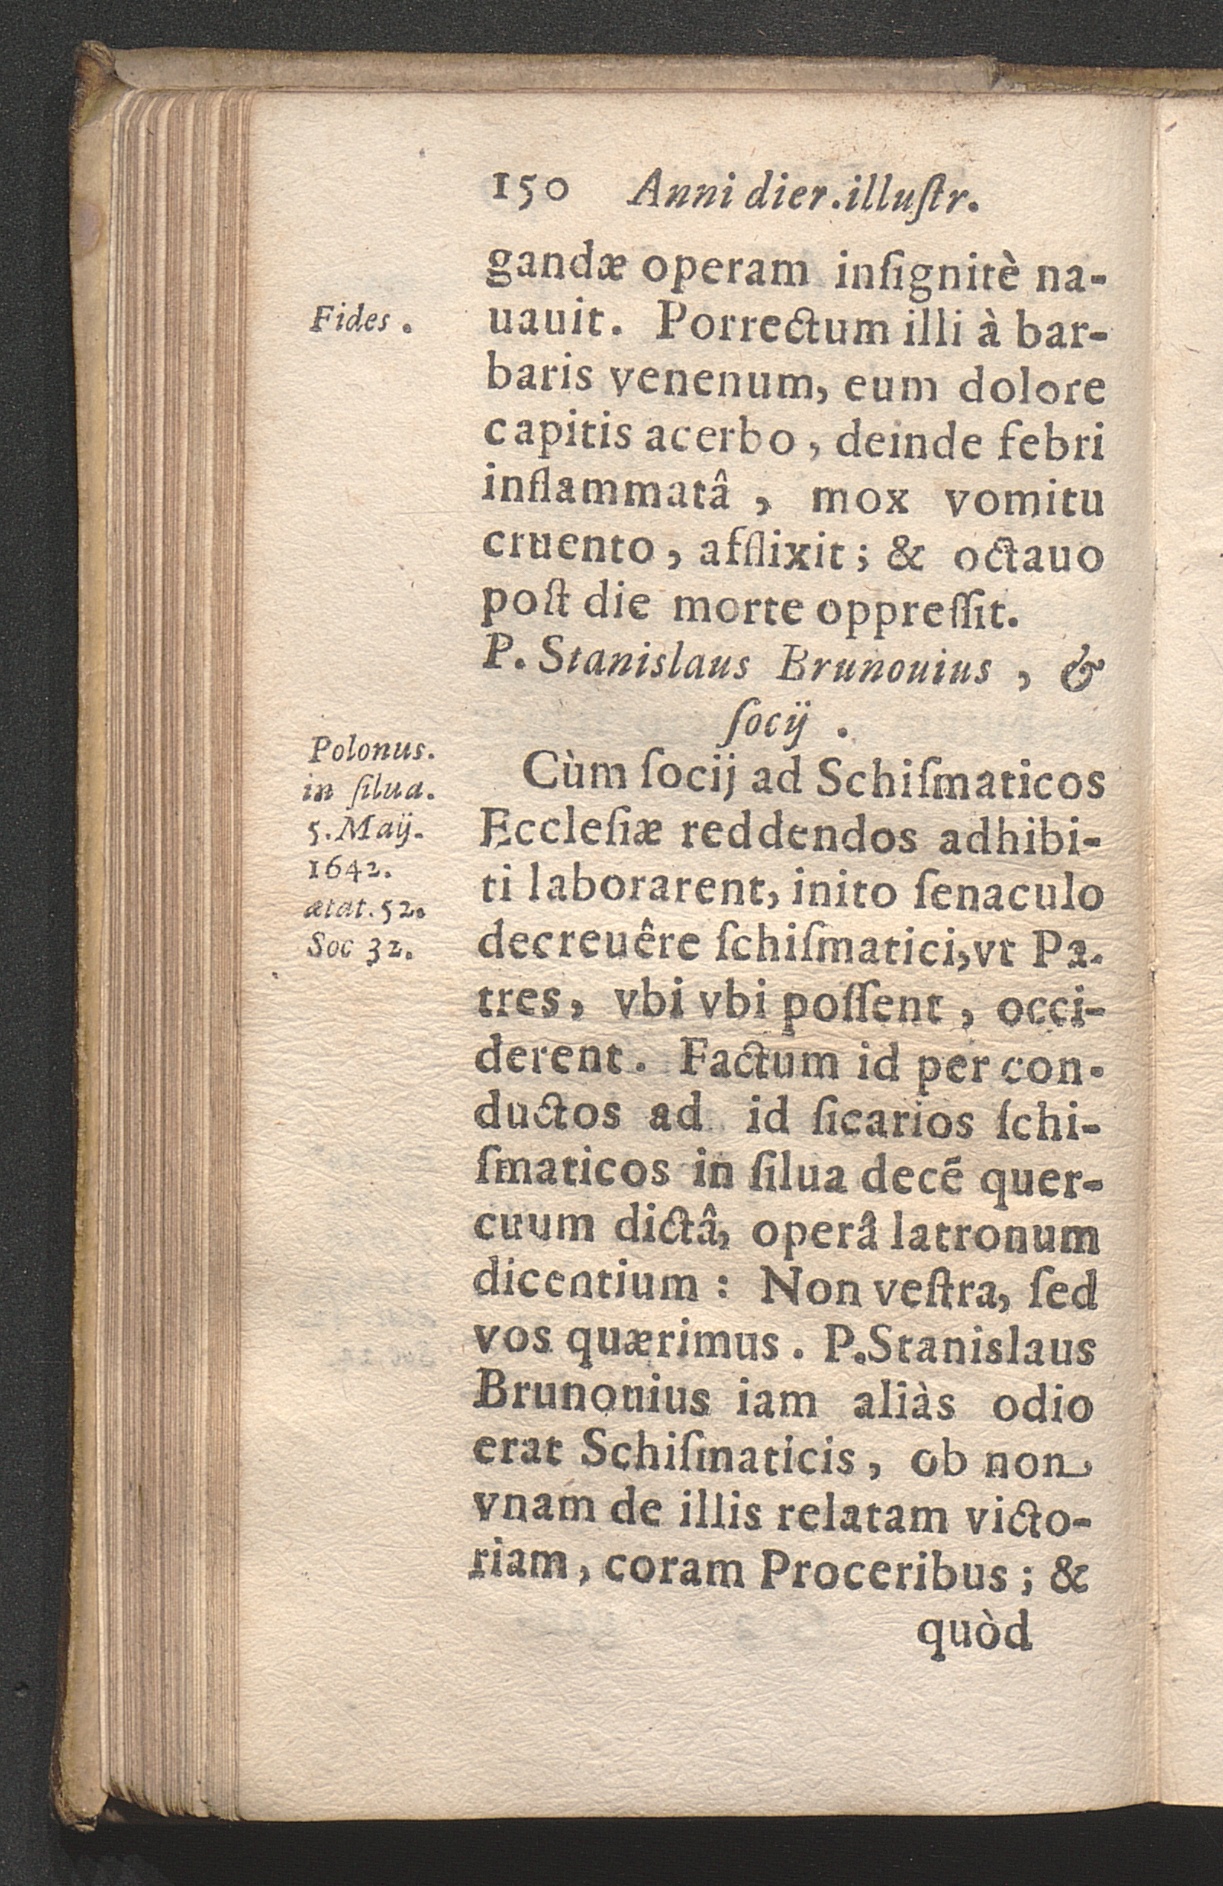 150 Anni dier. illuſtr.
gandæ operam inſignitè na-
Fides.
uauit. Porrectum illi à bar-
baris venenum, eum dolore
capitis acerbo, deinde febri
inflammatâ, mox vomitu
cruento, afflixit; & octauo
poſt die morte oppreſſit.
P. Stanislaus Brunouius, &
ſocij.
Polonus.
in ſilua.
5. Maij.
1642.
ætat. 52.
Soc 32.
Cùm ſocij ad Schiſmaticos
Eccleſiæ reddendos adhibi-
ti laborarent, inito ſenaculo
decreuêre ſchiſmatici, vt Pa-
tres, vbi vbi poſſent, occi-
derent. Factum id per con-
ductos ad id ſicarios ſchi-
ſmaticos in ſilua decē quer-
cuum dictâ, operâ latronum
dicentium: Non veſtra, ſed
vos quærimus. P. Stanislaus
Brunouius iam aliàs odio
erat Schiſmaticis, ob non
vnam de illis relatam victo-
riam, coram Proceribus; &
quòd